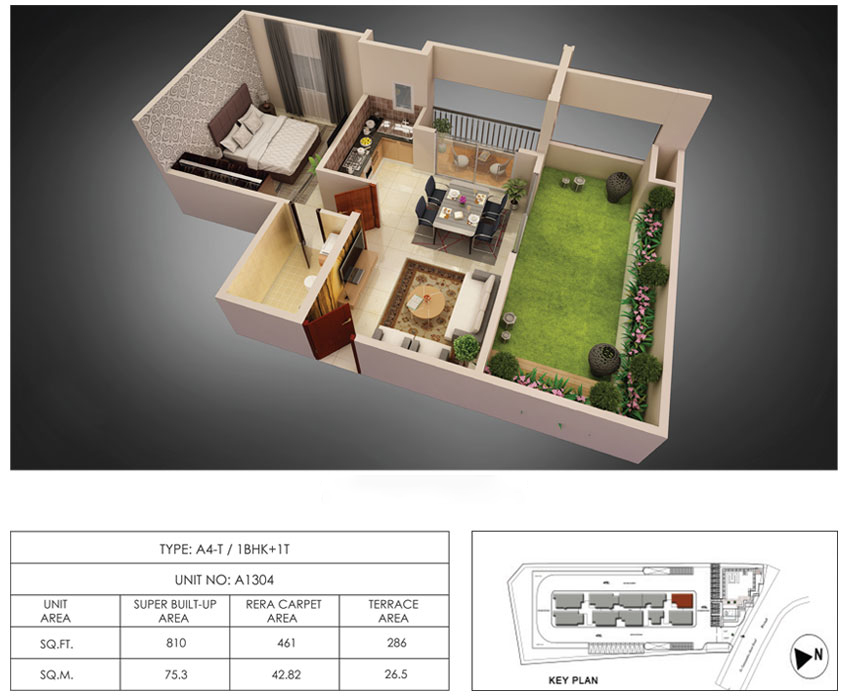 TYPE: A4-T / 1BHK+1T
UNIT NO: A1304
UNIT AREA SUPER BUILT-UP AREA RERA CARPET AREA TERRACE AREA
SQ.FT. 810 461 286
SQ.M. 75.3 42.82 26.5
N
KEY PLAN